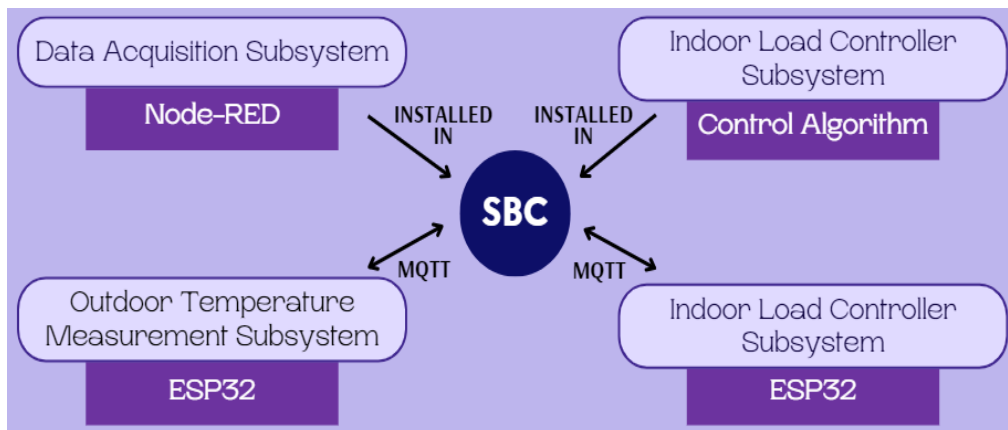 Data Acquisition Subsystem
Node-RED
Indoor Load Controller
Subsystem
Control Algorithm
INSTALLED
IN
INSTALLED
IN
SBC
MQTT
MQTT
Outdoor Temperature
Measurement Subsystem
ESP32
Indoor Load Controller
Subsystem
ESP32